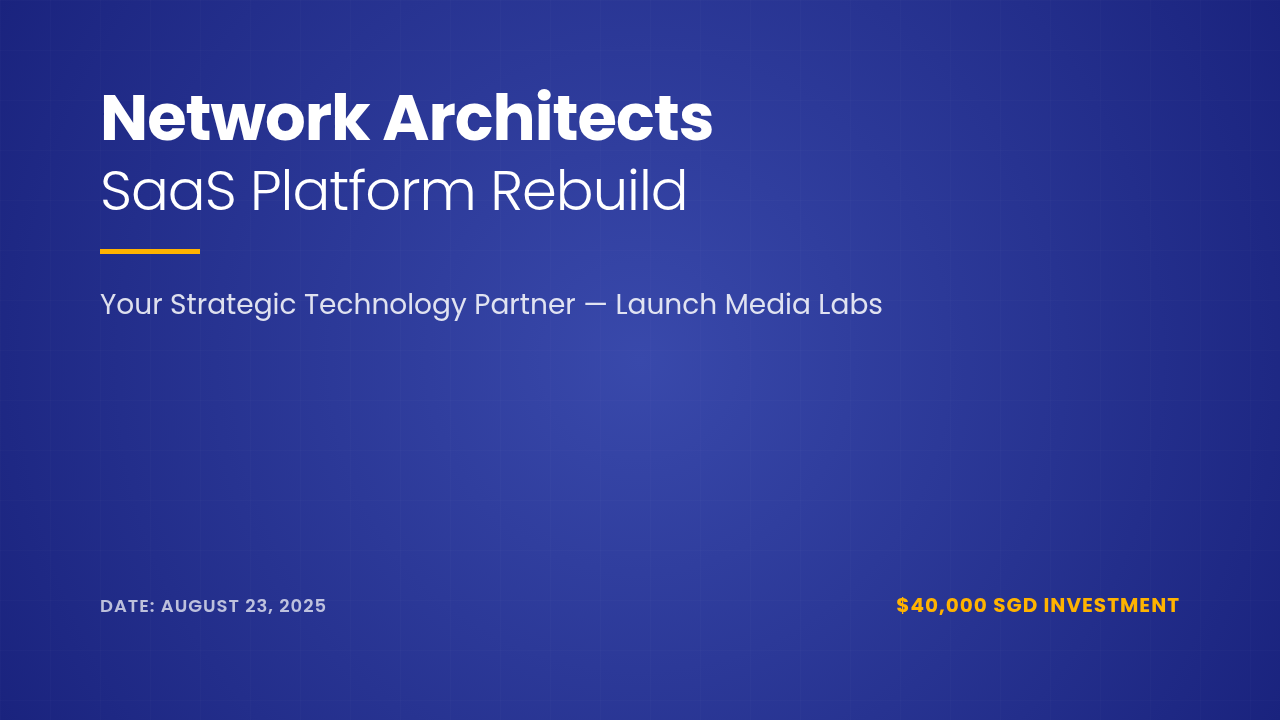 Network Architects
SaaS Platform Rebuild
Your Strategic Technology Partner — Launch Media Labs
DATE: AUGUST 23, 2025
$40,000 SGD INVESTMENT